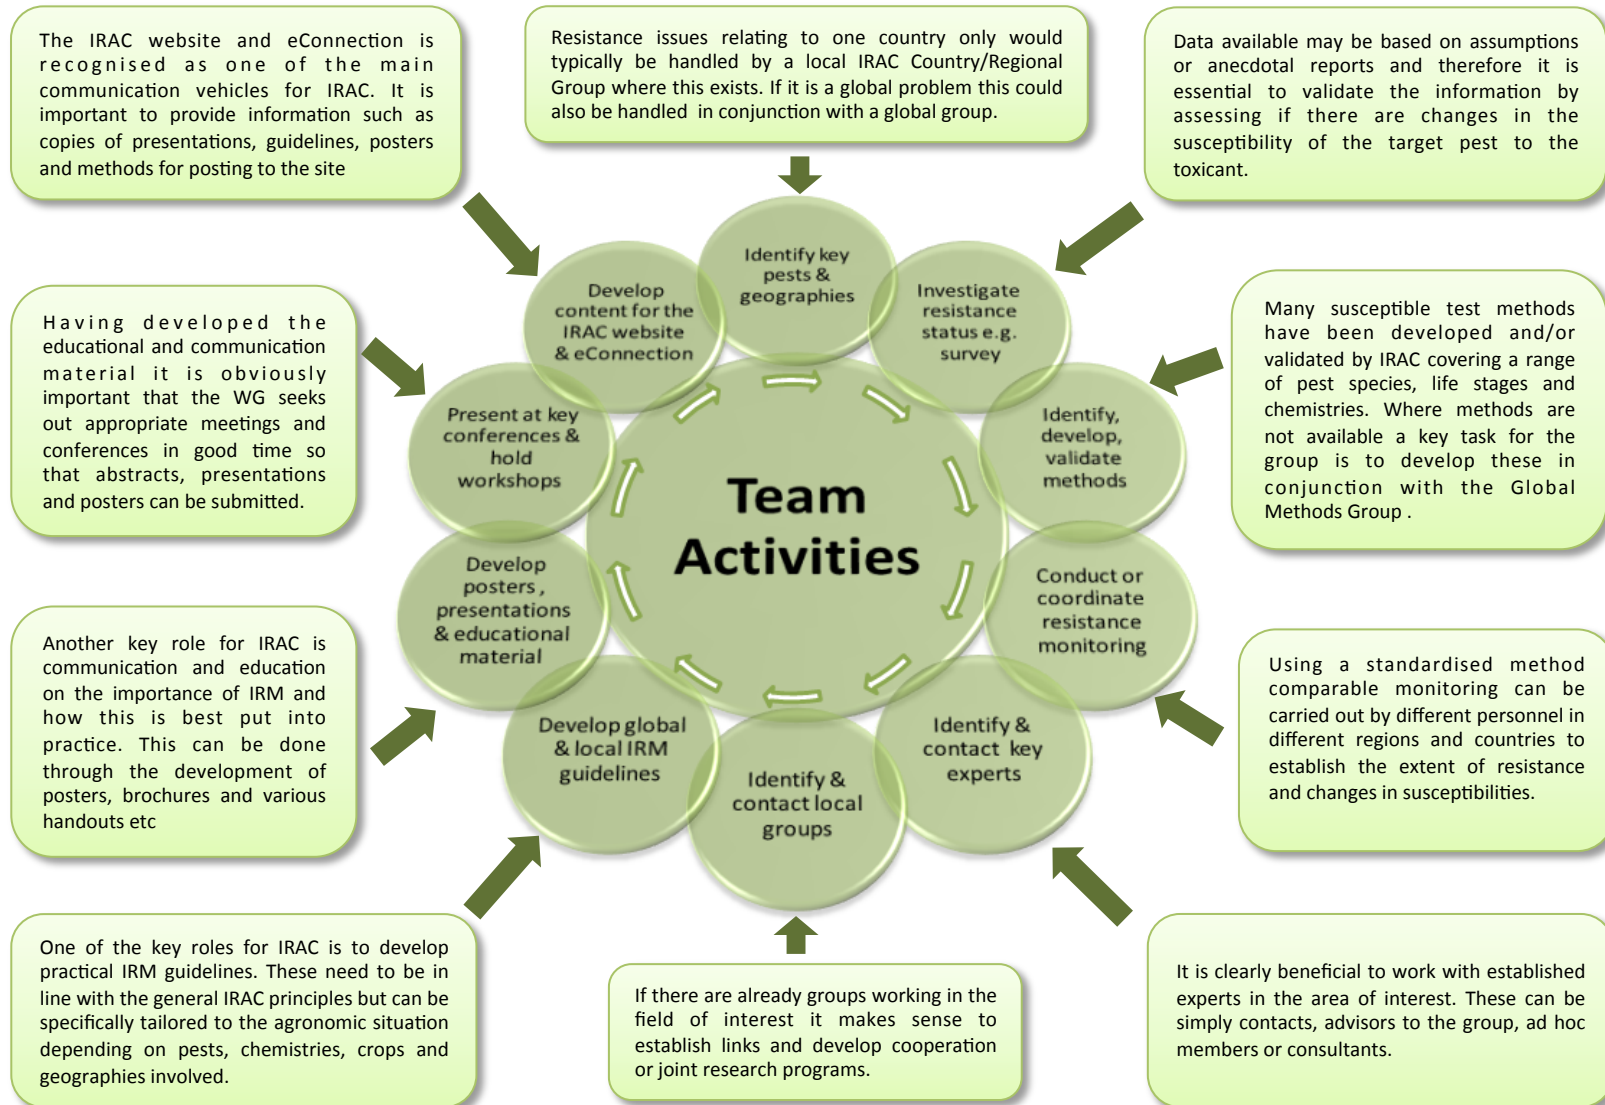 The IRAC website and eConnection is
recognised as one of the main
communication vehicles for IRAC. It is
important to provide information such as
copies of presentations, guidelines, posters
and methods for posting to the site
Resistance issues relating to one country only would
typically be handled by a local IRAC Country/Regional
Group where this exists. If it is a global problem this could
also be handled in conjunction with a global group.
Data available may be based on assumptions
or anecdotal reports and therefore it is
essential to validate the information by
assessing if there are changes in the
susceptibility of the target pest to the
toxicant.
Having developed the
educational and communication
material it is obviously
important that the WG seeks
out appropriate meetings and
conferences in good time so
that abstracts, presentations
and posters can be submitted.
Many susceptible test methods
have been developed and/or
validated by IRAC covering a range
of pest species, life stages and
chemistries. Where methods are
not available a key task for the
group is to develop these in
conjunction with the Global
Methods Group .
Another key role for IRAC is
communication and education
on the importance of IRM and
how this is best put into
practice. This can be done
through the development of
posters, brochures and various
handouts etc
Using a standardised method
comparable monitoring can be
carried out by different personnel in
different regions and countries to
establish the extent of resistance
and changes in susceptibilities.
One of the key roles for IRAC is to develop
practical IRM guidelines. These need to be in
line with the general IRAC principles but can be
specifically tailored to the agronomic situation
depending on pests, chemistries, crops and
geographies involved.
If there are already groups working in the
field of interest it makes sense to
establish links and develop cooperation
or joint research programs.
It is clearly beneficial to work with established
experts in the area of interest. These can be
simply contacts, advisors to the group, ad hoc
members or consultants.
Team
Activities
Identify key
pests &
geographies
Investigate
resistance
status e.g.
survey
Identify,
develop,
validate
methods
Conduct or
coordinate
resistance
monitoring
Identify &
contact key
experts
Identify &
contact local
groups
Develop global
& local IRM
guidelines
Develop
posters ,
presentations
& educational
material
Present at key
conferences &
hold
workshops
Develop
content for the
IRAC website
& eConnection